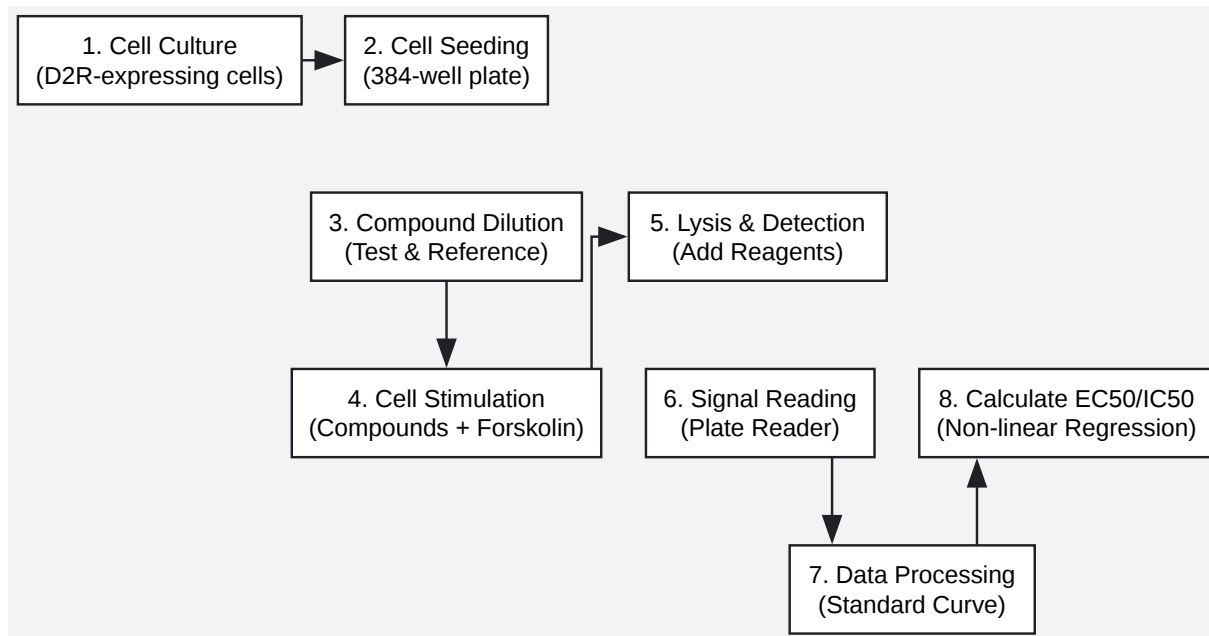 1. Cell Culture
(D2R-expressing cells)
2. Cell Seeding
(384-well plate)
3. Compound Dilution
(Test & Reference)
5. Lysis & Detection
(Add Reagents)
4. Cell Stimulation
(Compounds + Forskolin)
6. Signal Reading
(Plate Reader)
8. Calculate EC50/IC50
(Non-linear Regression)
7. Data Processing
(Standard Curve)